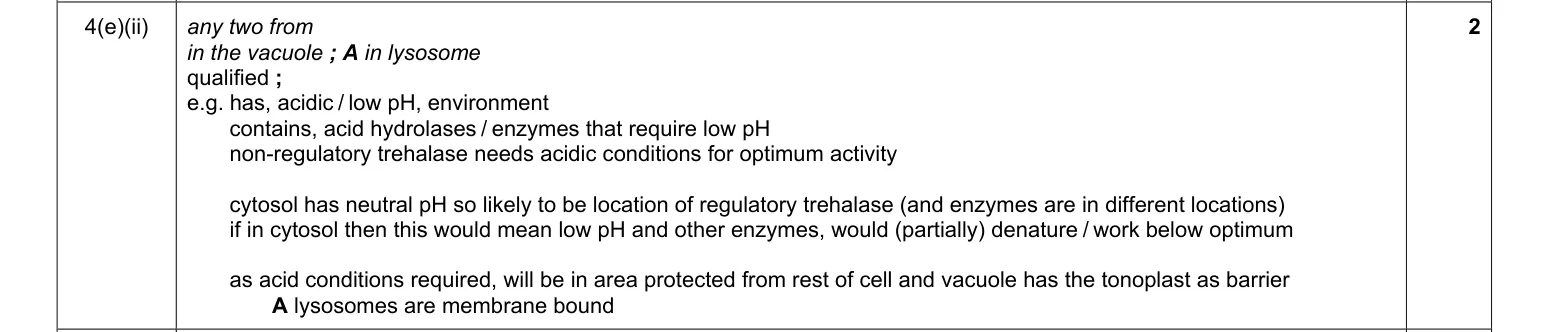 4(e)(ii)
any two from
2
in the vacuole ; A in lysosome
qualified ;
e.g. has, acidic / low pH, environment
contains, acid hydrolases / enzymes that require low pH
non-regulatory trehalase needs acidic conditions for optimum activity
cytosol has neutral pH so likely to be location of regulatory trehalase (and enzymes are in different locations)
if in cytosol then this would mean low pH and other enzymes, would (partially) denature / work below optimum
as acid conditions required, will be in area protected from rest of cell and vacuole has the tonoplast as barrier
A lysosomes are membrane bound